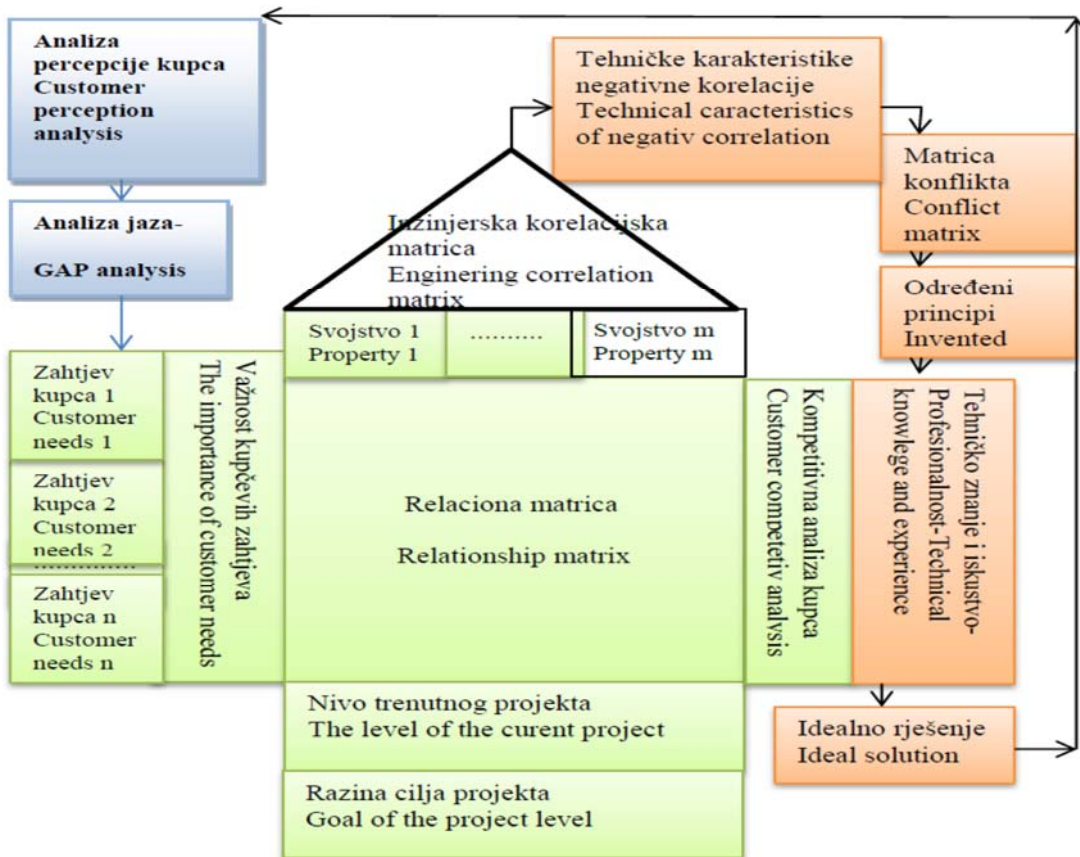 Analiza
percepcije kupca
Customer
perception
analysis
Analiza jaza-
GAP analysis
Tehničke karakteristike
negativne korelacije
Technical caracteristics
of negativ correlation
Matrica
konflikta
Conflict
matrix
Određeni
principi
Invented
Inzinjerska korelacijska
matrica
Enginering correlation
matrix
Svojstvo 1
Property 1
..........
Svojstvo m
Property m
Zahtjev
kupca 1
Customer
needs 1
Zahtjev
kupca 2
Customer
needs 2
..............
Zahtjev
kupca n
Customer
needs n
Važnost kupčevih zahtjeva
The importance of customer needs
Relaciona matrica
Relationship matrix
Kompetitivna analiza kupca
Customer competetiv analysis
Tehničko znanje i iskustvo-
Profesionalnost-Technical
knowlege and experience
Nivo trenutnog projekta
The level of the curent project
Razina cilja projekta
Goal of the project level
Idealno rješenje
Ideal solution